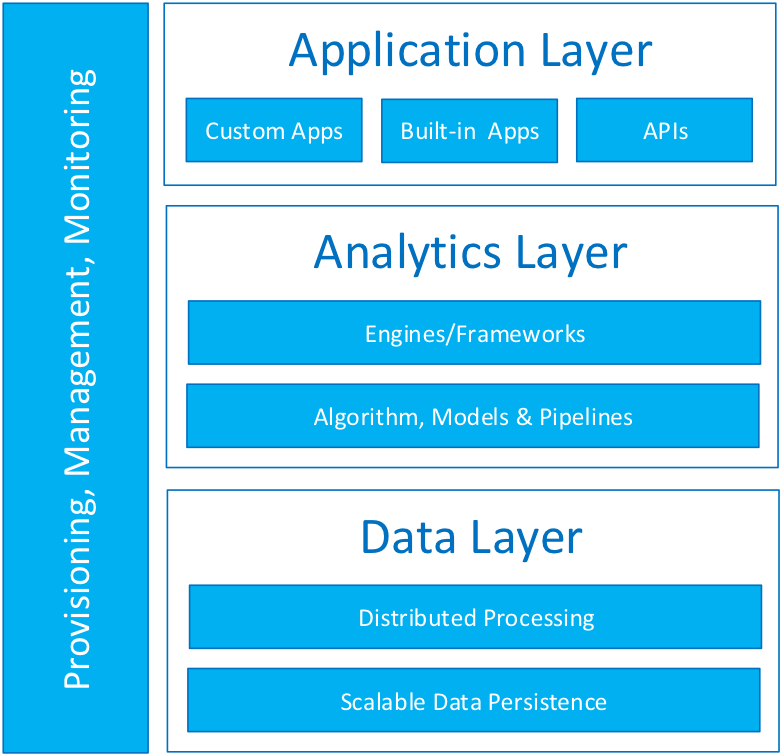 Provisioning, Management, Monitoring
Application Layer
Custom Apps
Built-in Apps
APIs
Analytics Layer
Engines/Frameworks
Algorithm, Models & Pipelines
Data Layer
Distributed Processing
Scalable Data Persistence